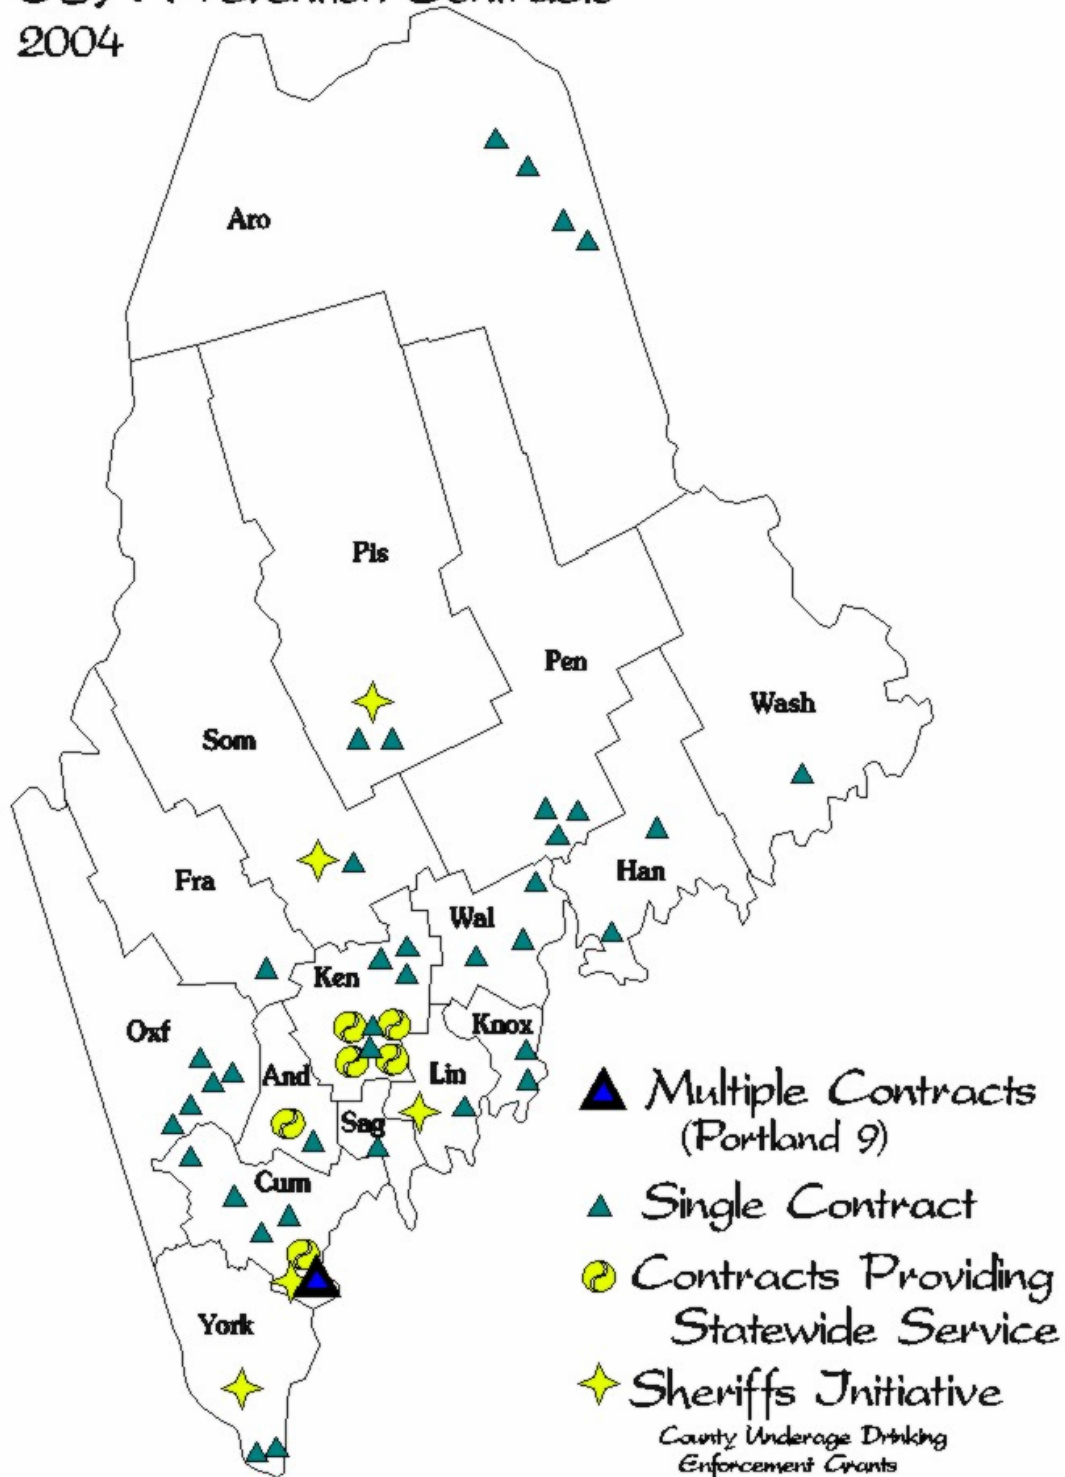 Contracts
2004
Aro
Pis
Pen
Wash
Som
Han
Fra
Wal
Ken
Oxf
Knox
And
Lin
Sag
Cum
York
Multiple Contracts
(Portland 9)
Single Contract
Contracts Providing
Statewide Service
Sheriffs Initiative
County Underage Drinking
Enforcement Grants